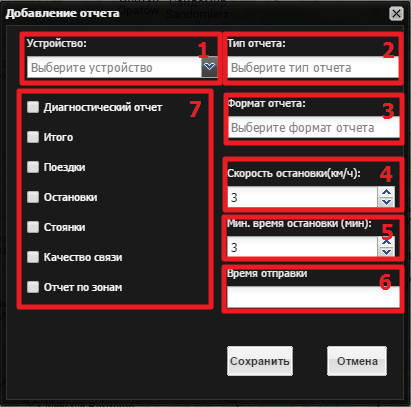 Sandomierz
Добавление отчета
Устройство:
1
Выберите устройство
Тип отчета:
2
Выберите тип отчета
7
Диагностический отчет
Итого
Поездки
Остановки
Стоянки
Качество связи
Отчет по зонам
Формат отчета:
3
Выберите формат отчета
Скорость остановки(км/ч):
4
3
Мин. время остановки (мин):
5
3
Время отправки
6
Сохранить
Отмена